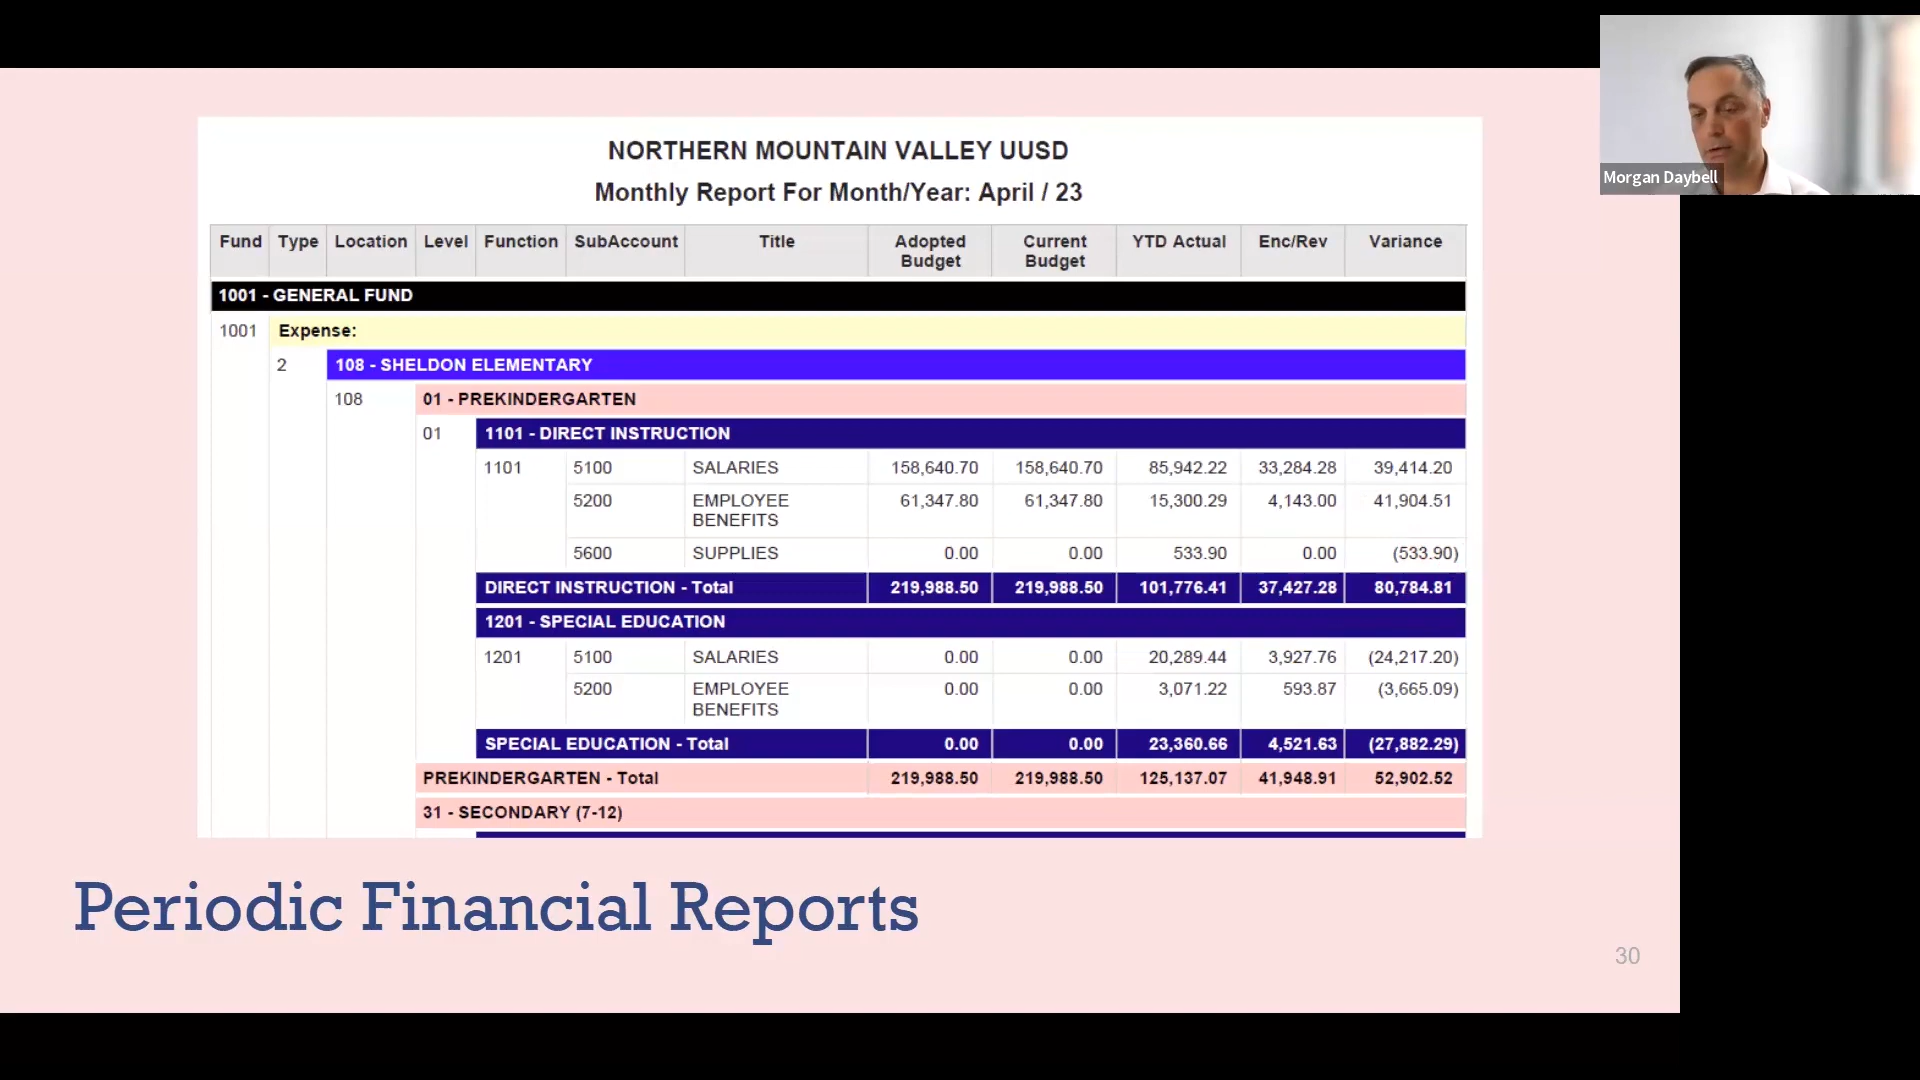 NORTHERN MOUNTAIN VALLEY UUSD
Monthly Report For Month/Year: April / 23
Morgan Daybell
Fund Type Location Level Function SubAccount Title Adopted Budget Current Budget YTD Actual Enc/Rev Variance
1001 - GENERAL FUND
1001 Expense:
2 108 - SHELDON ELEMENTARY
108 01 - PREKINDERGARTEN
01 1101 - DIRECT INSTRUCTION
1101 5100 SALARIES 158,640.70 158,640.70 85,942.22 33,284.28 39,414.20
5200 EMPLOYEE BENEFITS 61,347.80 61,347.80 15,300.29 4,143.00 41,904.51
5600 SUPPLIES 0.00 0.00 533.90 0.00 (533.90)
DIRECT INSTRUCTION - Total 219,988.50 219,988.50 101,776.41 37,427.28 80,784.81
1201 - SPECIAL EDUCATION
1201 5100 SALARIES 0.00 0.00 20,289.44 3,927.76 (24,217.20)
5200 EMPLOYEE BENEFITS 0.00 0.00 3,071.22 593.87 (3,665.09)
SPECIAL EDUCATION - Total 0.00 0.00 23,360.66 4,521.63 (27,882.29)
PREKINDERGARTEN - Total 219,988.50 219,988.50 125,137.07 41,948.91 52,902.52
31 - SECONDARY (7-12)
Periodic Financial Reports
30